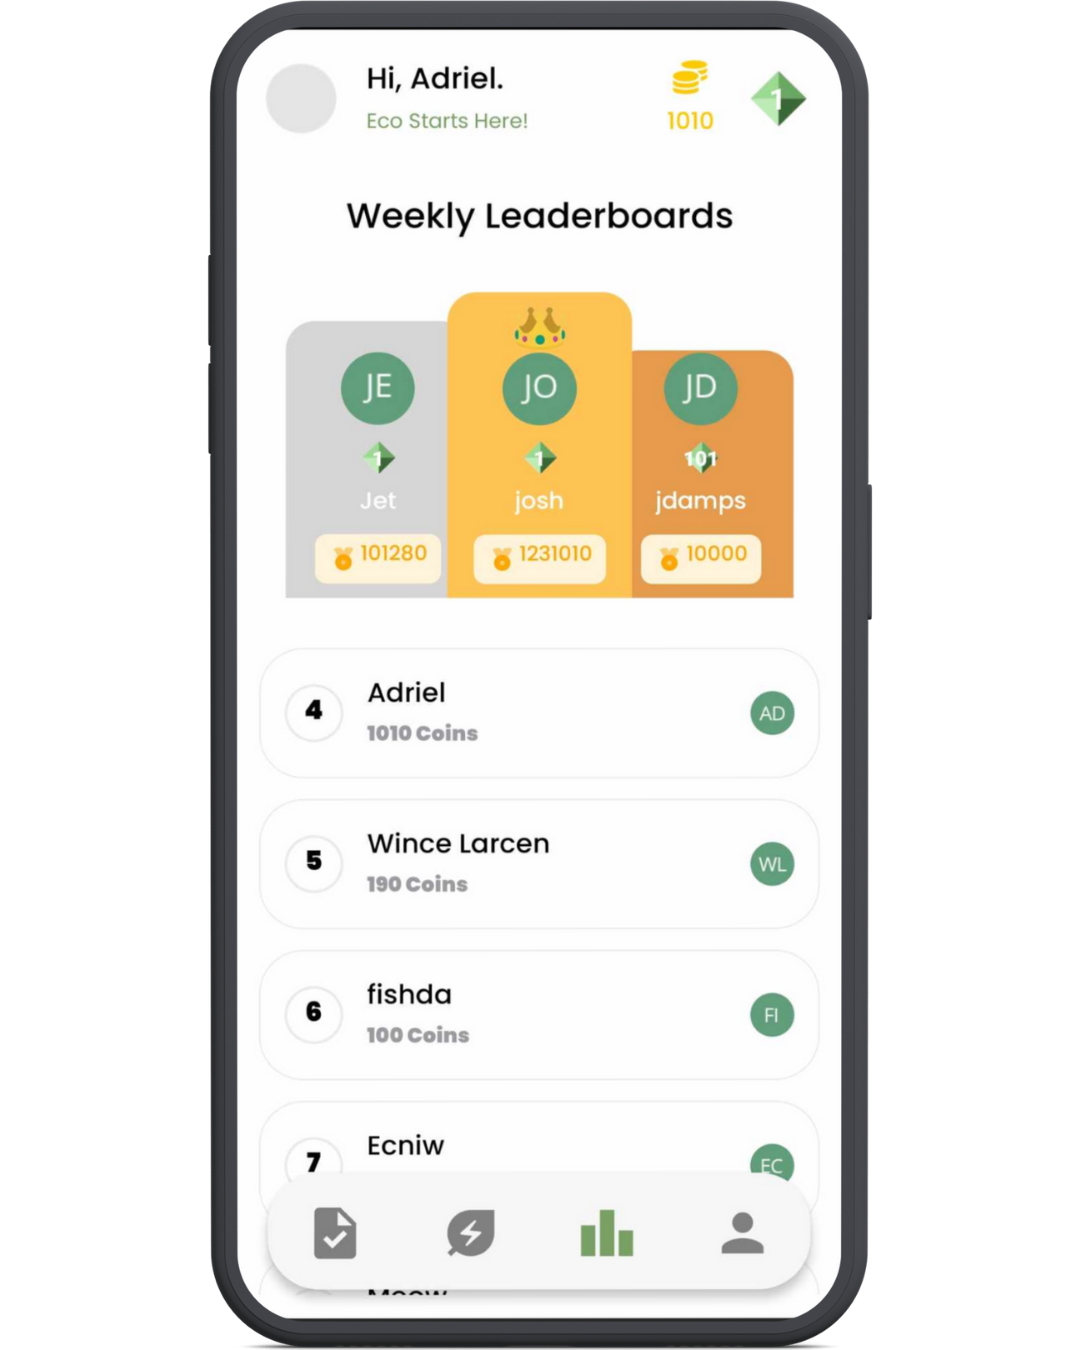 Hi, Adriel.
Eco Starts Here!
1010
1
Weekly Leaderboards
JE
1
Jet
101280
JO
1
josh
1231010
JD
101
jdamps
10000
4
Adriel
1010 Coins
AD
5
Wince Larcen
190 Coins
WL
6
fishda
100 Coins
FI
7
Ecniw
EC